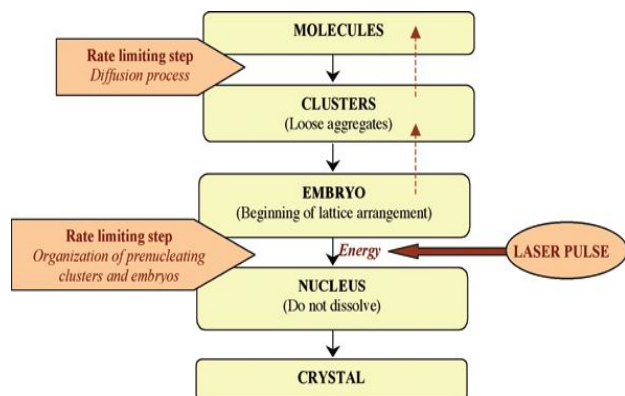 MOLECULES
Rate limiting step
Diffusion process
CLUSTERS
(Loose aggregates)
EMBRYO
(Beginning of lattice arrangement)
Rate limiting step
Organization of prenucleating
clusters and embryos
Energy
LASER PULSE
NUCLEUS
(Do not dissolve)
CRYSTAL